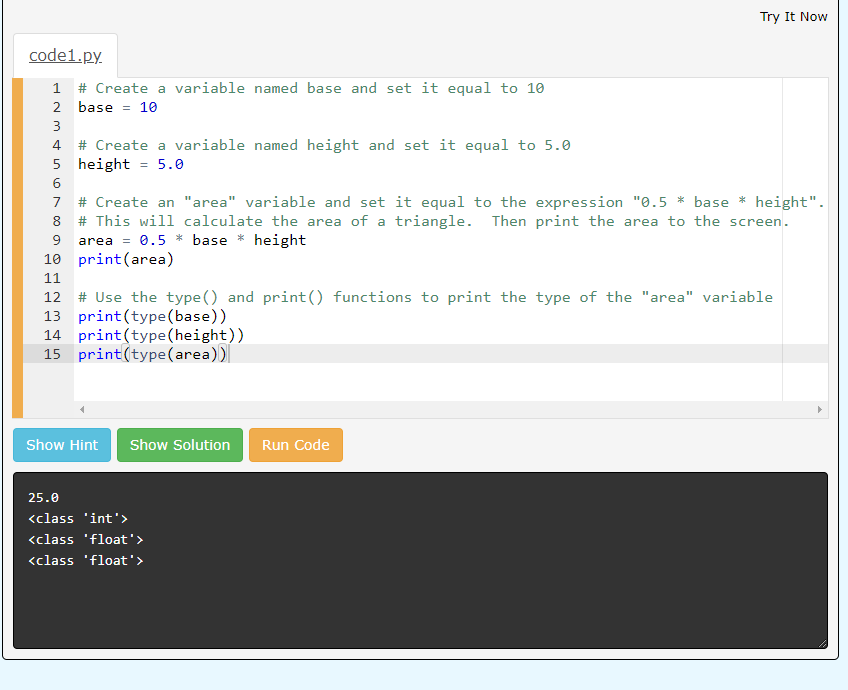 Try It Now
code1.py
1 # Create a variable named base and set it equal to 10
2 base = 10
3
4 # Create a variable named height and set it equal to 5.0
5 height = 5.0
6
7 # Create an "area" variable and set it equal to the expression "0.5 * base * height".
8 # This will calculate the area of a triangle.  Then print the area to the screen.
9 area = 0.5 * base * height
10 print(area)
11
12 # Use the type() and print() functions to print the type of the "area" variable
13 print(type(base))
14 print(type(height))
15 print(type(area))
Show Hint Show Solution Run Code
25.0
<class 'int'>
<class 'float'>
<class 'float'>